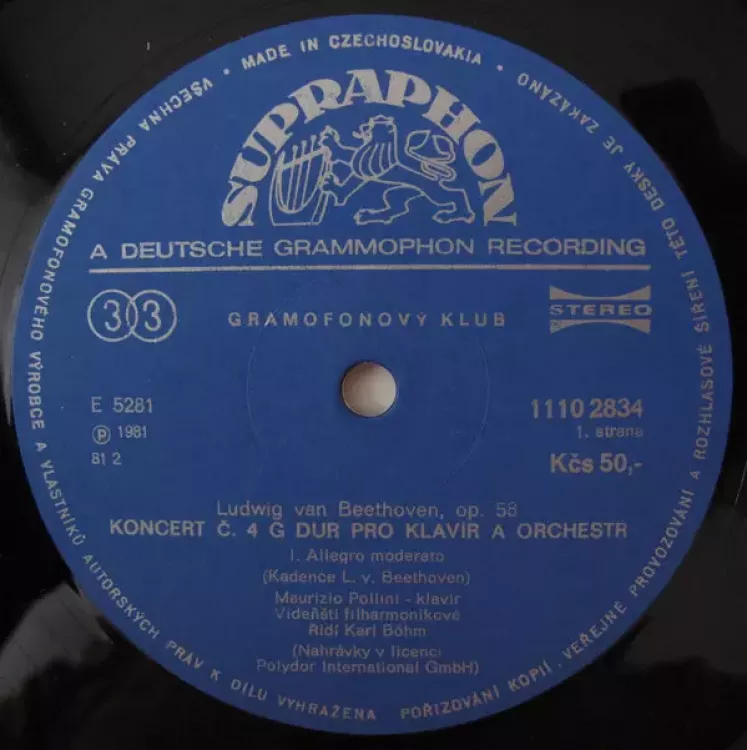 VŠECHNA PRÁVA GRAMOFONOVÉHO VÝROBCE A VLASTNÍKŮ AUTORSKÝCH PRÁV K DÍLU VYHRAŽENA
POŘIZOVÁNÍ KOPIÍ, VEŘEJNÉ PROVOZOVÁNÍ A ROZHLASOVÉ ŠÍŘENÍ TÉTO DESKY JE ZAKÁZÁNO
• MADE IN CZECHOSLOVAKIA •
SUPRAPHON
A DEUTSCHE GRAMMOPHON RECORDING
33
GRAMOFONOVÝ KLUB
STEREO
E 5281
1110 2834
Ⓟ 1981
1. strana
81 2
Kčs 50,-
Ludwig van Beethoven, op. 58
KONCERT Č. 4 G DUR PRO KLAVÍR A ORCHESTR
I. Allegro moderato
(Kadence L. v. Beethoven)
Maurizio Pollini - klavír
Vídeňští filharmonikové
Řídí Karl Böhm
(Nahrávky v licenci
Polydor International GmbH)